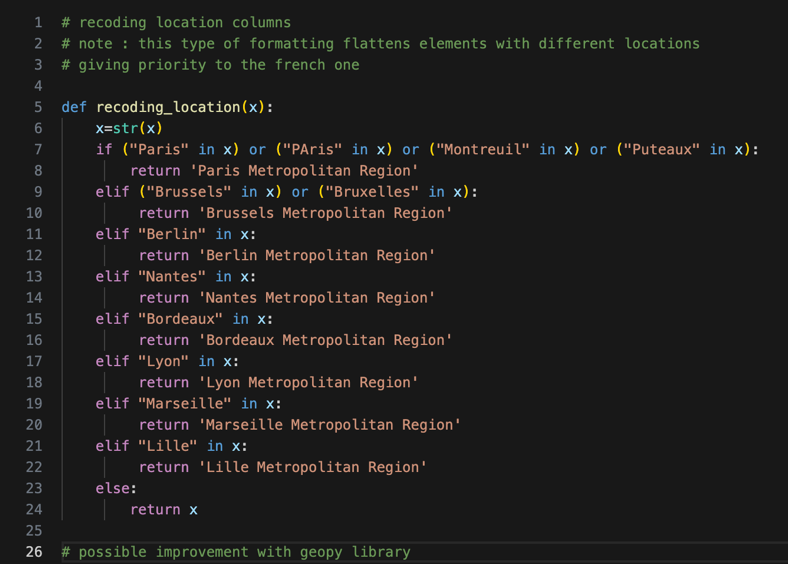 1 # recoding location columns
2 # note : this type of formatting flattens elements with different locations
3 # giving priority to the french one
4
5 def recoding_location(x):
6     x=str(x)
7     if ("Paris" in x) or ("PAris" in x) or ("Montreuil" in x) or ("Puteaux" in x):
8         return 'Paris Metropolitan Region'
9     elif ("Brussels" in x) or ("Bruxelles" in x):
10          return 'Brussels Metropolitan Region'
11     elif "Berlin" in x:
12          return 'Berlin Metropolitan Region'
13     elif "Nantes" in x:
14          return 'Nantes Metropolitan Region'
15     elif "Bordeaux" in x:
16          return 'Bordeaux Metropolitan Region'
17     elif "Lyon" in x:
18          return 'Lyon Metropolitan Region'
19     elif "Marseille" in x:
20          return 'Marseille Metropolitan Region'
21     elif "Lille" in x:
22          return 'Lille Metropolitan Region'
23     else:
24         return x
25
26 # possible improvement with geopy library